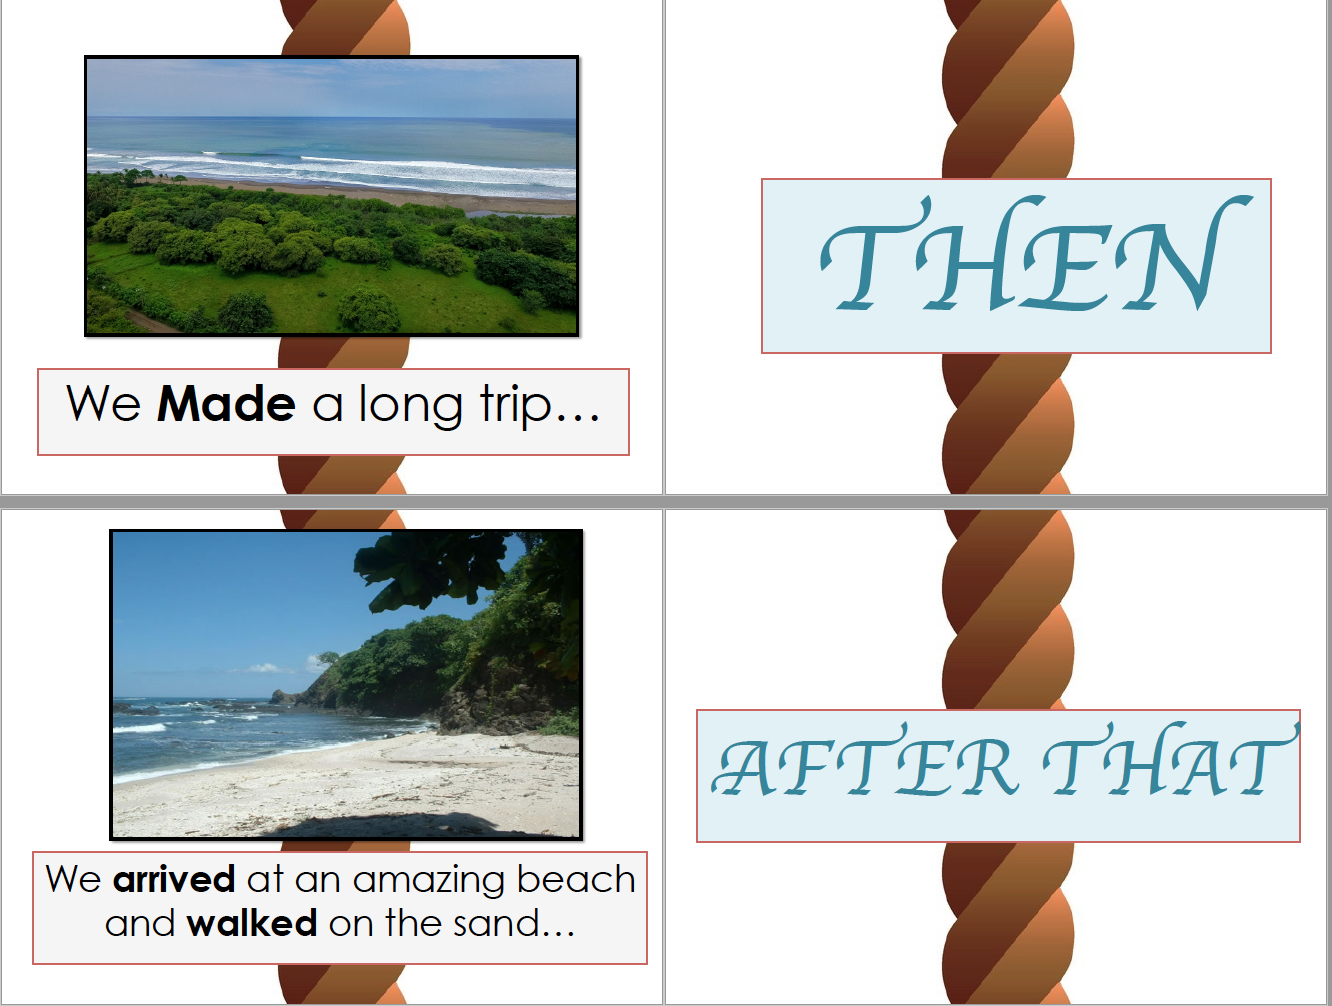 We Made a long trip...
THEN
We arrived at an amazing beach
and walked on the sand...
AFTER THAT